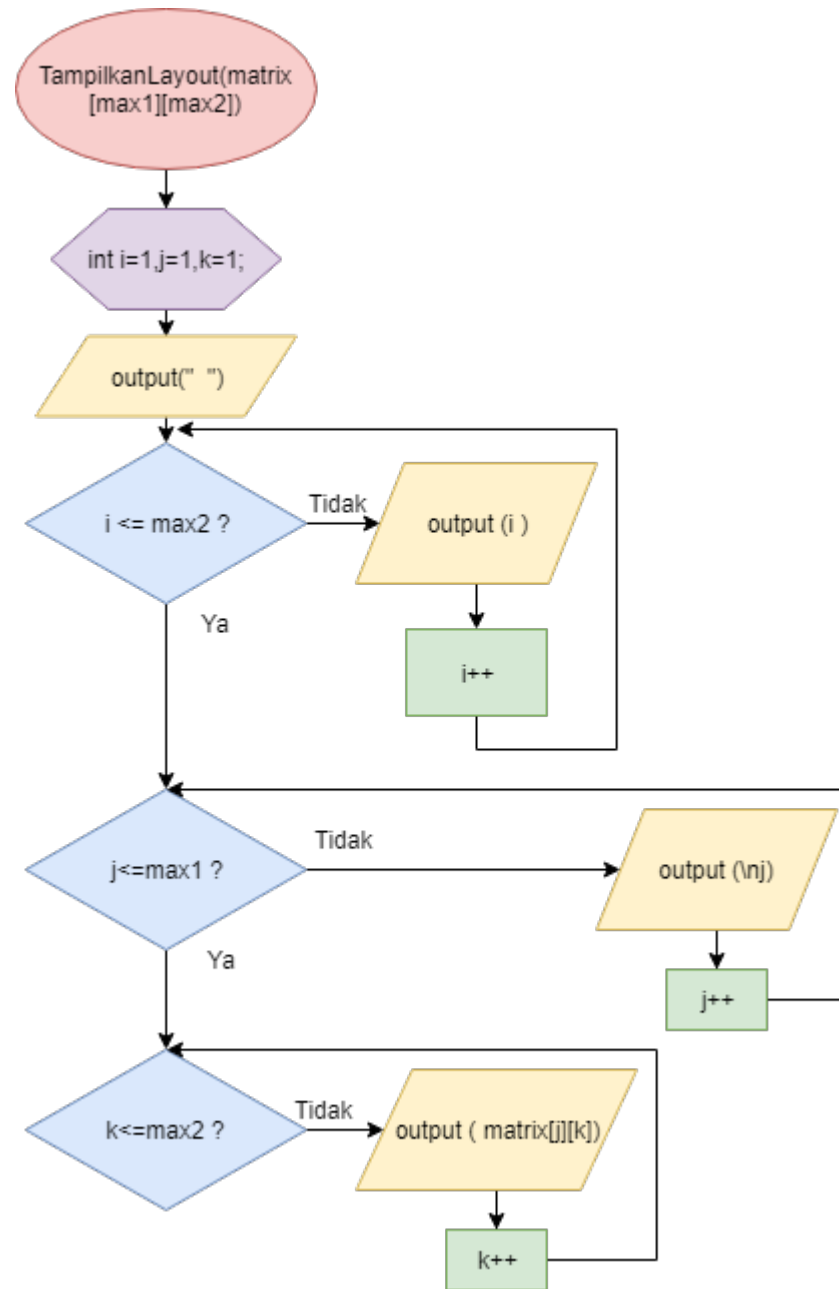 TampilkanLayout(matrix
[max1][max2])
int i=1,j=1,k=1;
output("  ")
i <= max2 ?
Tidak
output (i )
Ya
i++
j<=max1 ?
Tidak
output (\nj)
Ya
j++
k<=max2 ?
Tidak
output ( matrix[j][k])
k++